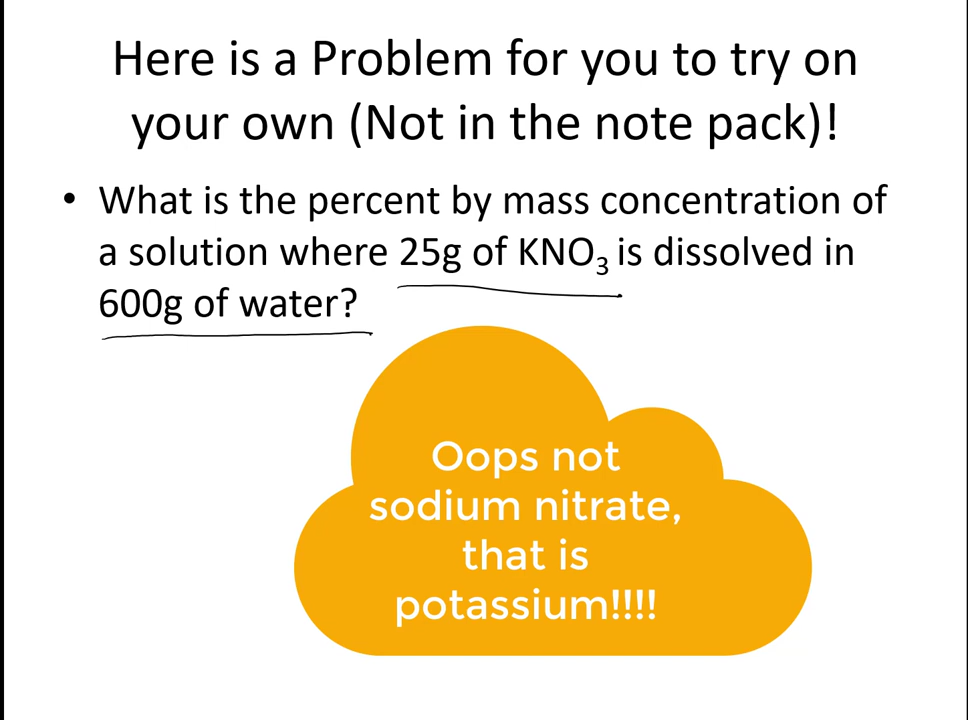 Here is a Problem for you to try on
your own (Not in the note pack)!
• What is the percent by mass concentration of
a solution where 25g of KNO₃ is dissolved in
600g of water?
Oops not
sodium nitrate,
that is
potassium!!!!